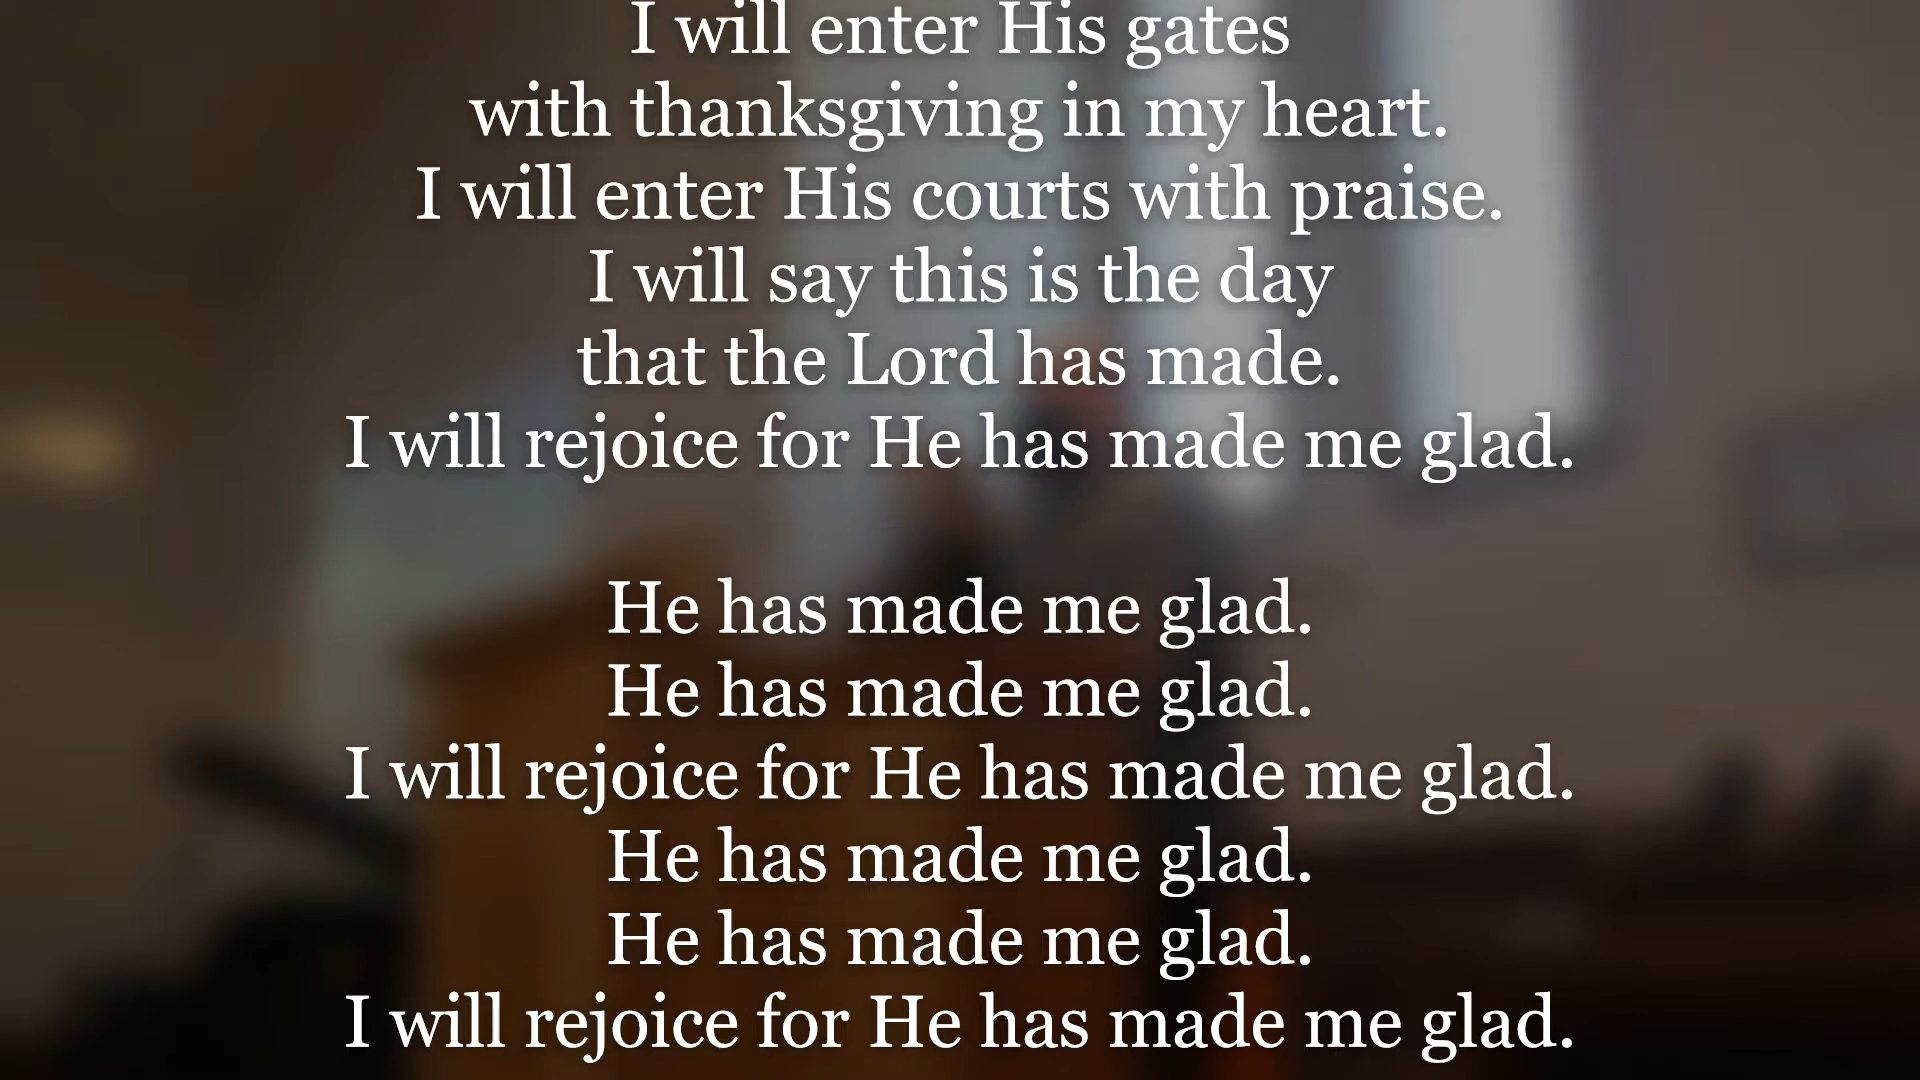 I will enter His gates
with thanksgiving in my heart.
I will enter His courts with praise.
I will say this is the day
that the Lord has made.
I will rejoice for He has made me glad.
He has made me glad.
He has made me glad.
I will rejoice for He has made me glad.
He has made me glad.
He has made me glad.
I will rejoice for He has made me glad.